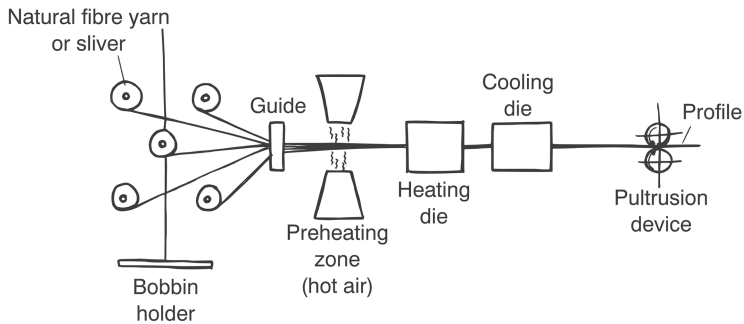 Natural fibre yarn
or sliver
Guide
Cooling
die
Profile
Heating
die
Pultrusion
device
Preheating
zone
(hot air)
Bobbin
holder